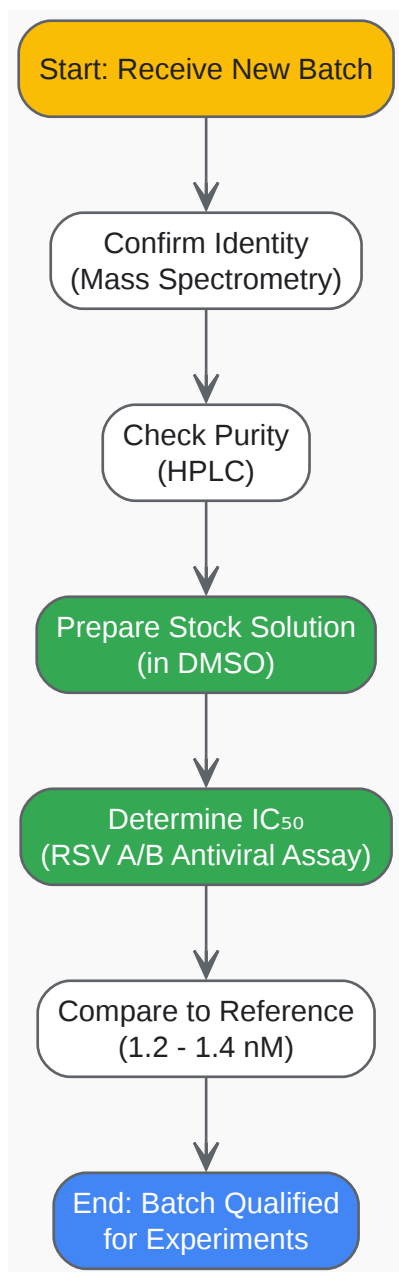 Start: Receive New Batch
Confirm Identity
(Mass Spectrometry)
Check Purity
(HPLC)
Prepare Stock Solution
(in DMSO)
Determine IC₅₀
(RSV A/B Antiviral Assay)
Compare to Reference
(1.2 - 1.4 nM)
End: Batch Qualified
for Experiments